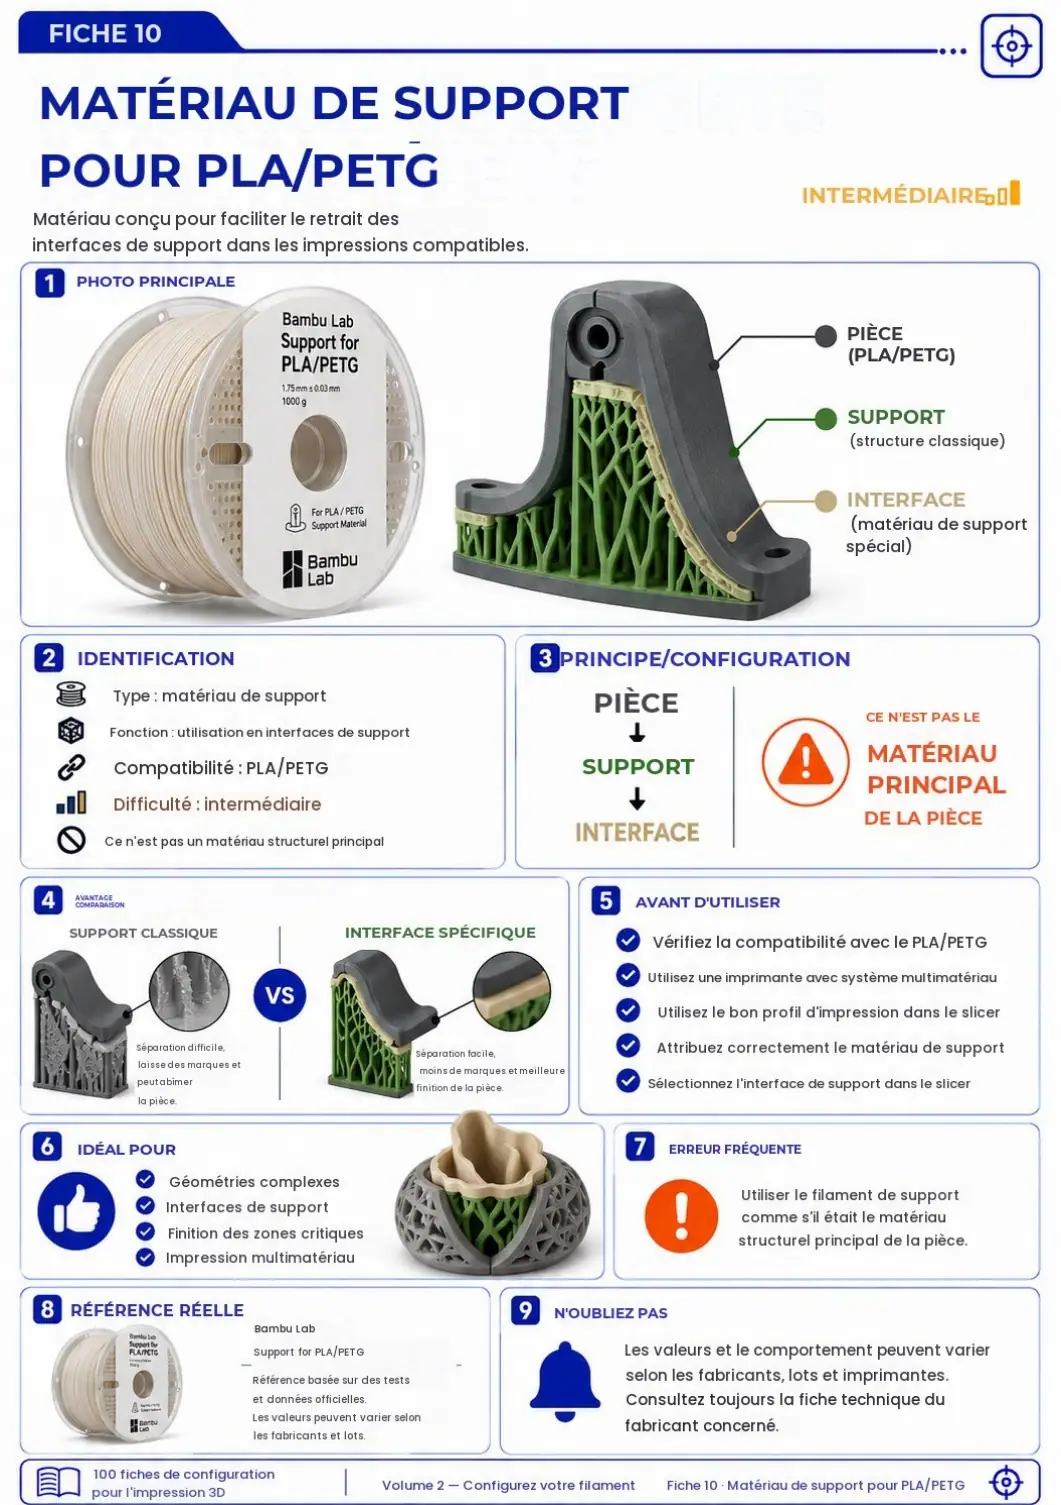 FICHE 10
MATÉRIAU DE SUPPORT
POUR PLA/PETG
INTERMÉDIAIRE
Matériau conçu pour faciliter le retrait des
interfaces de support dans les impressions compatibles.
1 PHOTO PRINCIPALE
Bambu Lab
Support for
PLA/PETG
1.75 mm ± 0.03 mm
1000 g
For PLA / PETG
Support Material
Bambu
Lab
PIÈCE
(PLA/PETG)
SUPPORT
(structure classique)
INTERFACE
(matériau de support
spécial)
2 IDENTIFICATION
Type : matériau de support
Fonction : utilisation en interfaces de support
Compatibilité : PLA/PETG
Difficulté : intermédiaire
Ce n'est pas un matériau structurel principal
3 PRINCIPE/CONFIGURATION
PIÈCE
SUPPORT
INTERFACE
CE N'EST PAS LE
MATÉRIAU
PRINCIPAL
DE LA PIÈCE
4 AVANTAGE
COMPARAISON
SUPPORT CLASSIQUE
Séparation difficile,
laisse des marques et
peut abîmer
la pièce.
VS
INTERFACE SPÉCIFIQUE
Séparation facile,
moins de marques et meilleure
finition de la pièce.
5 AVANT D'UTILISER
Vérifiez la compatibilité avec le PLA/PETG
Utilisez une imprimante avec système multimatériau
Utilisez le bon profil d'impression dans le slicer
Attribuez correctement le matériau de support
Sélectionnez l'interface de support dans le slicer
6 IDÉAL POUR
Géométries complexes
Interfaces de support
Finition des zones critiques
Impression multimatériau
7 ERREUR FRÉQUENTE
Utiliser le filament de support
comme s'il était le matériau
structurel principal de la pièce.
8 RÉFÉRENCE RÉELLE
Bambu Lab
Support for
PLA/PETG
Bambu
Lab
Bambu Lab
Support for PLA/PETG
Référence basée sur des tests
et données officielles.
Les valeurs peuvent varier selon
les fabricants et lots.
9 N'OUBLIEZ PAS
Les valeurs et le comportement peuvent varier
selon les fabricants, lots et imprimantes.
Consultez toujours la fiche technique du
fabricant concerné.
100 fiches de configuration
pour l'impression 3D
Volume 2 — Configurez votre filament
Fiche 10 · Matériau de support pour PLA/PETG